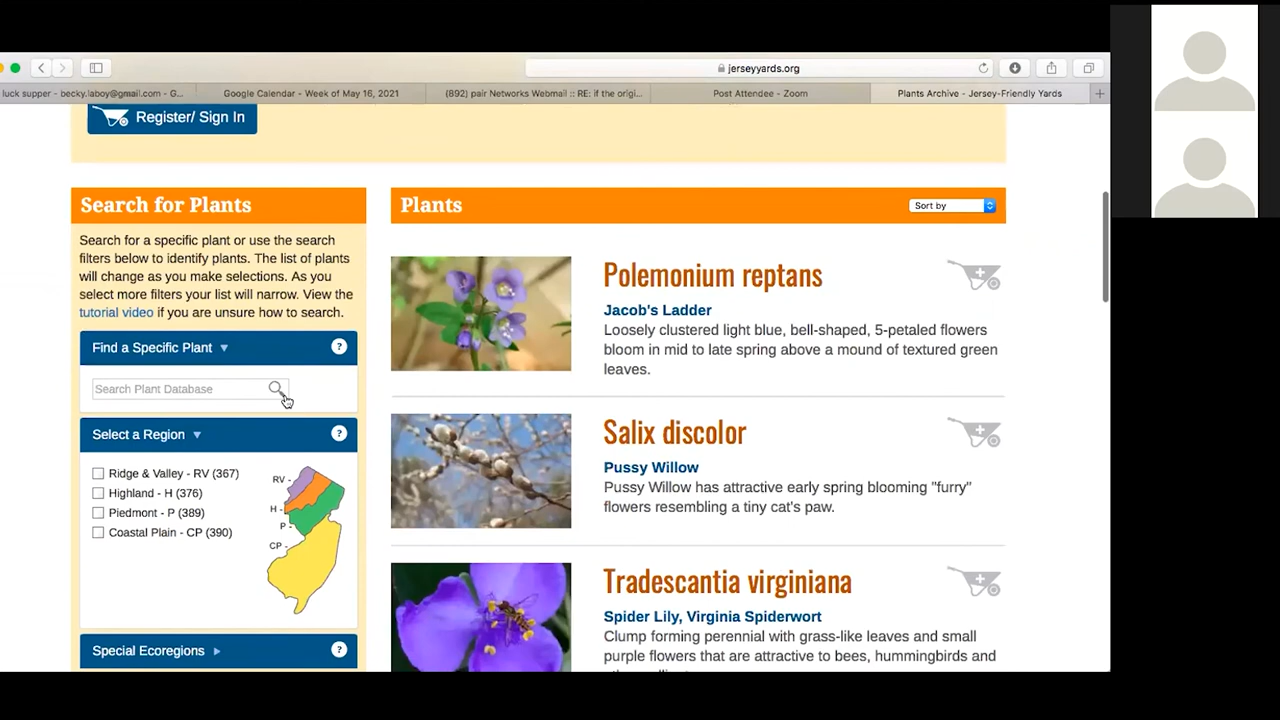 jerseyyards.org
luck supper - becky.laboy@gmail.com - G...
Google Calendar - Week of May 16, 2021
(892) pair Networks Webmail :: RE: if the origi...
Post Attendee - Zoom
Plants Archive - Jersey-Friendly Yards
Register/ Sign In
Search for Plants
Search for a specific plant or use the search
filters below to identify plants. The list of plants
will change as you make selections. As you
select more filters your list will narrow. View the
tutorial video if you are unsure how to search.
Find a Specific Plant
?
Search Plant Database
Select a Region
?
Ridge & Valley - RV (367)
Highland - H (376)
Piedmont - P (389)
Coastal Plain - CP (390)
RV -
H -
P -
CP -
Special Ecoregions
?
Plants
Sort by
Polemonium reptans
Jacob's Ladder
Loosely clustered light blue, bell-shaped, 5-petaled flowers
bloom in mid to late spring above a mound of textured green
leaves.
Salix discolor
Pussy Willow
Pussy Willow has attractive early spring blooming "furry"
flowers resembling a tiny cat's paw.
Tradescantia virginiana
Spider Lily, Virginia Spiderwort
Clump forming perennial with grass-like leaves and small
purple flowers that are attractive to bees, hummingbirds and